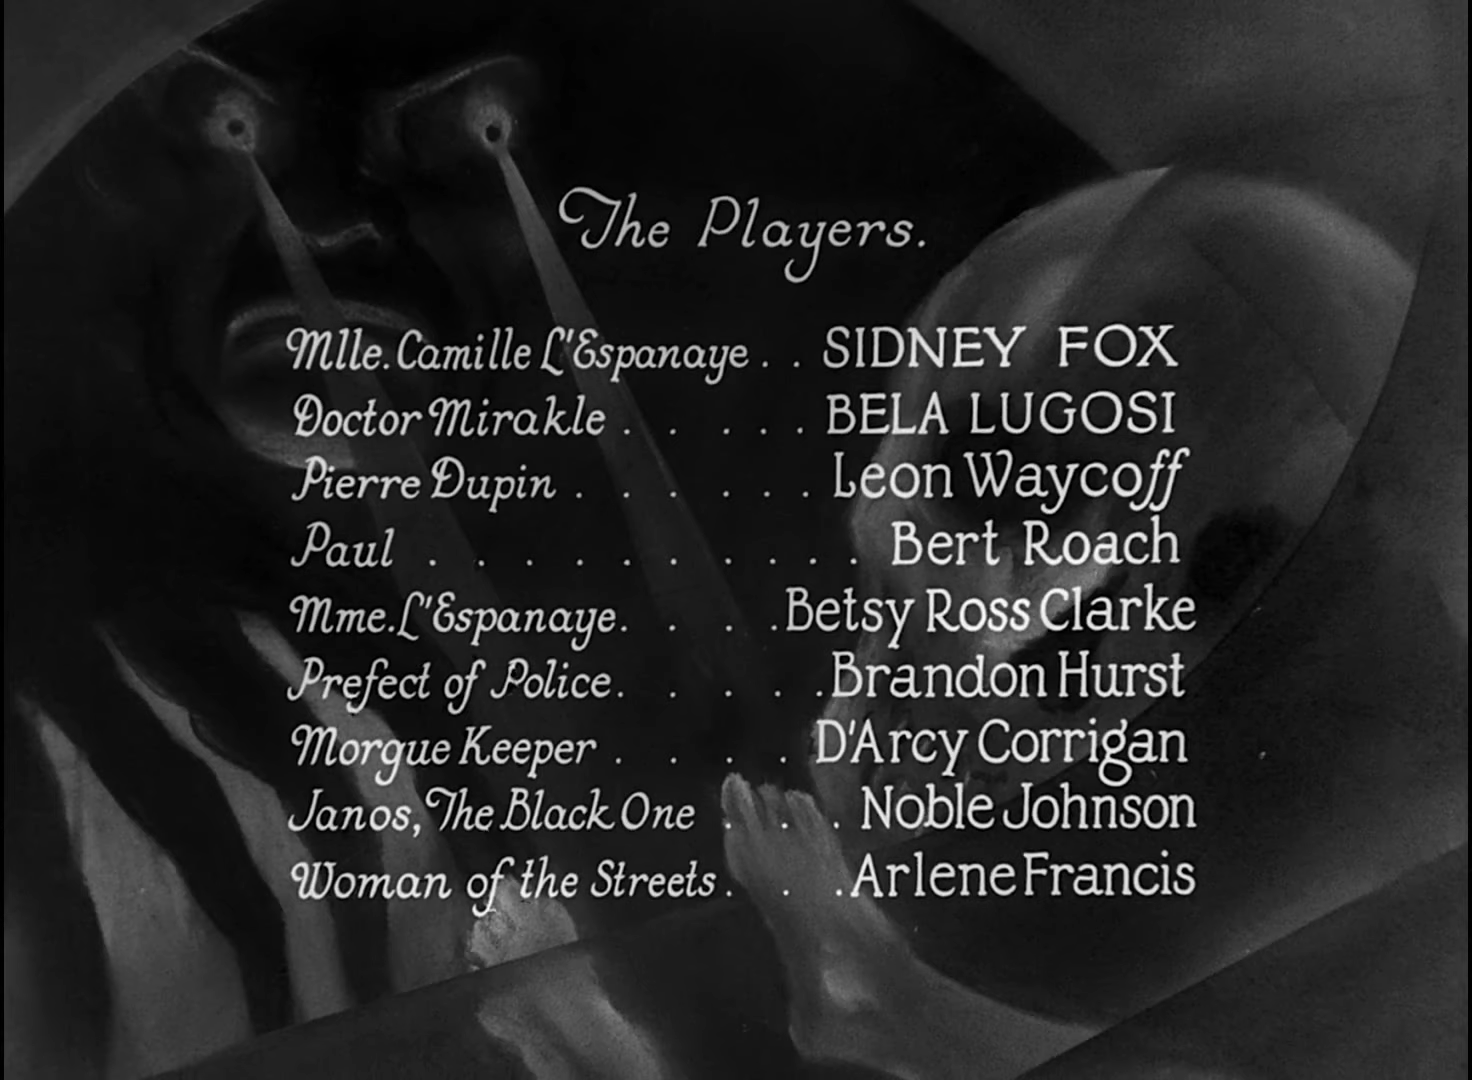 The Players.
Mlle. Camille L'Espanaye . . SIDNEY FOX
Doctor Mirakle . . . . . BELA LUGOSI
Pierre Dupin . . . . . . Leon Waycoff
Paul . . . . . . . . . . Bert Roach
Mme. L'Espanaye. . . . .Betsy Ross Clarke
Prefect of Police. . . . . .Brandon Hurst
Morgue Keeper . . . . D'Arcy Corrigan
Janos, The Black One . . . Noble Johnson
Woman of the Streets. . .Arlene Francis